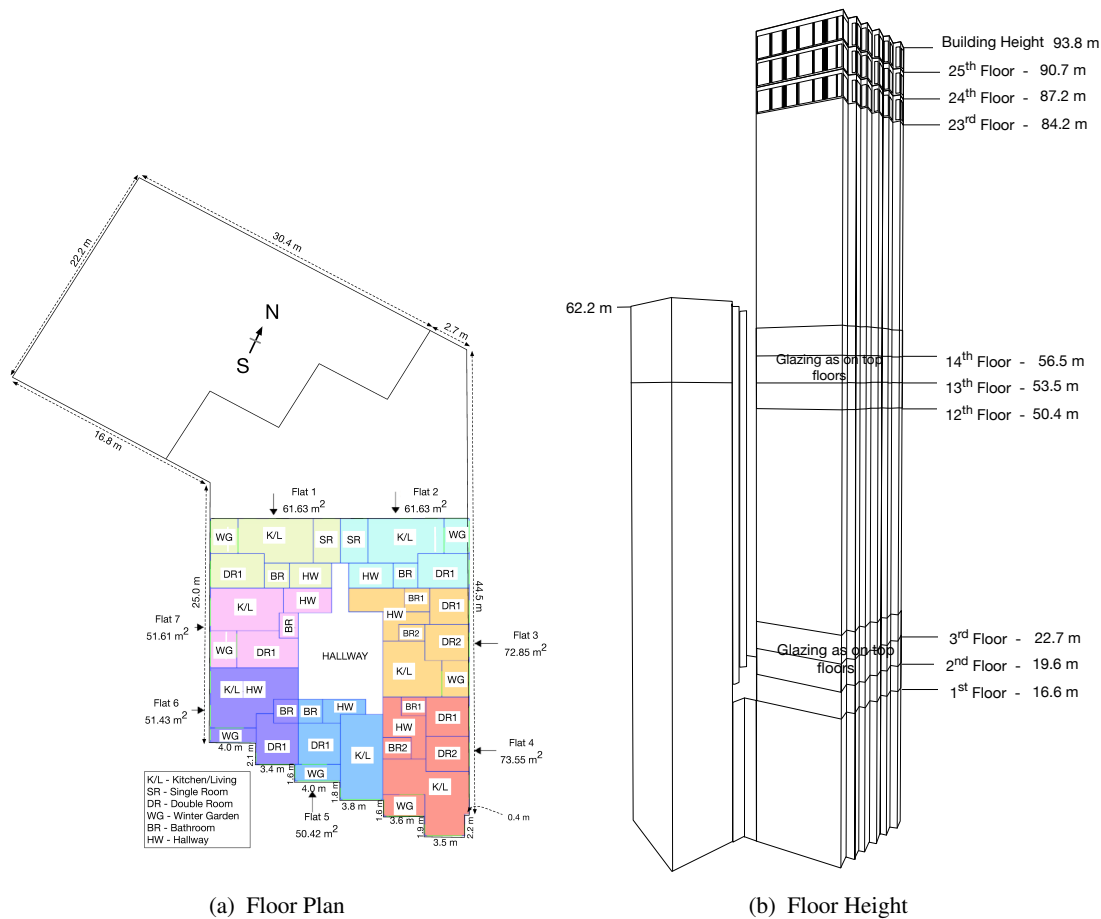 22.2 m
30.4 m
2.7 m
N
S
16.8 m
25.0 m
44.5 m
Flat 1
61.63 m²
Flat 2
61.63 m²
WG
K/L
SR
SR
K/L
WG
DR1
BR
HW
HW
BR
DR1
K/L
HW
BR
WG
DR1
Flat 7
51.61 m²
HALLWAY
BR1
DR1
HW
BR2
DR2
K/L
WG
Flat 3
72.85 m²
K/L
HW
BR
WG
DR1
Flat 6
51.43 m²
BR
HW
DR1
K/L
WG
Flat 5
50.42 m²
BR1
DR1
HW
BR2
DR2
K/L
WG
Flat 4
73.55 m²
4.0 m
2.1 m
3.4 m
1.6 m
4.0 m
1.8 m
3.8 m
1.6 m
3.6 m
1.9 m
3.5 m
2.2 m
0.4 m
K/L - Kitchen/Living
SR - Single Room
DR - Double Room
WG - Winter Garden
BR - Bathroom
HW - Hallway
(a) Floor Plan
Building Height 93.8 m
25th Floor - 90.7 m
24th Floor - 87.2 m
23rd Floor - 84.2 m
62.2 m
Glazing as on top
floors
14th Floor - 56.5 m
13th Floor - 53.5 m
12th Floor - 50.4 m
Glazing as on top
floors
3rd Floor - 22.7 m
2nd Floor - 19.6 m
1st Floor - 16.6 m
(b) Floor Height